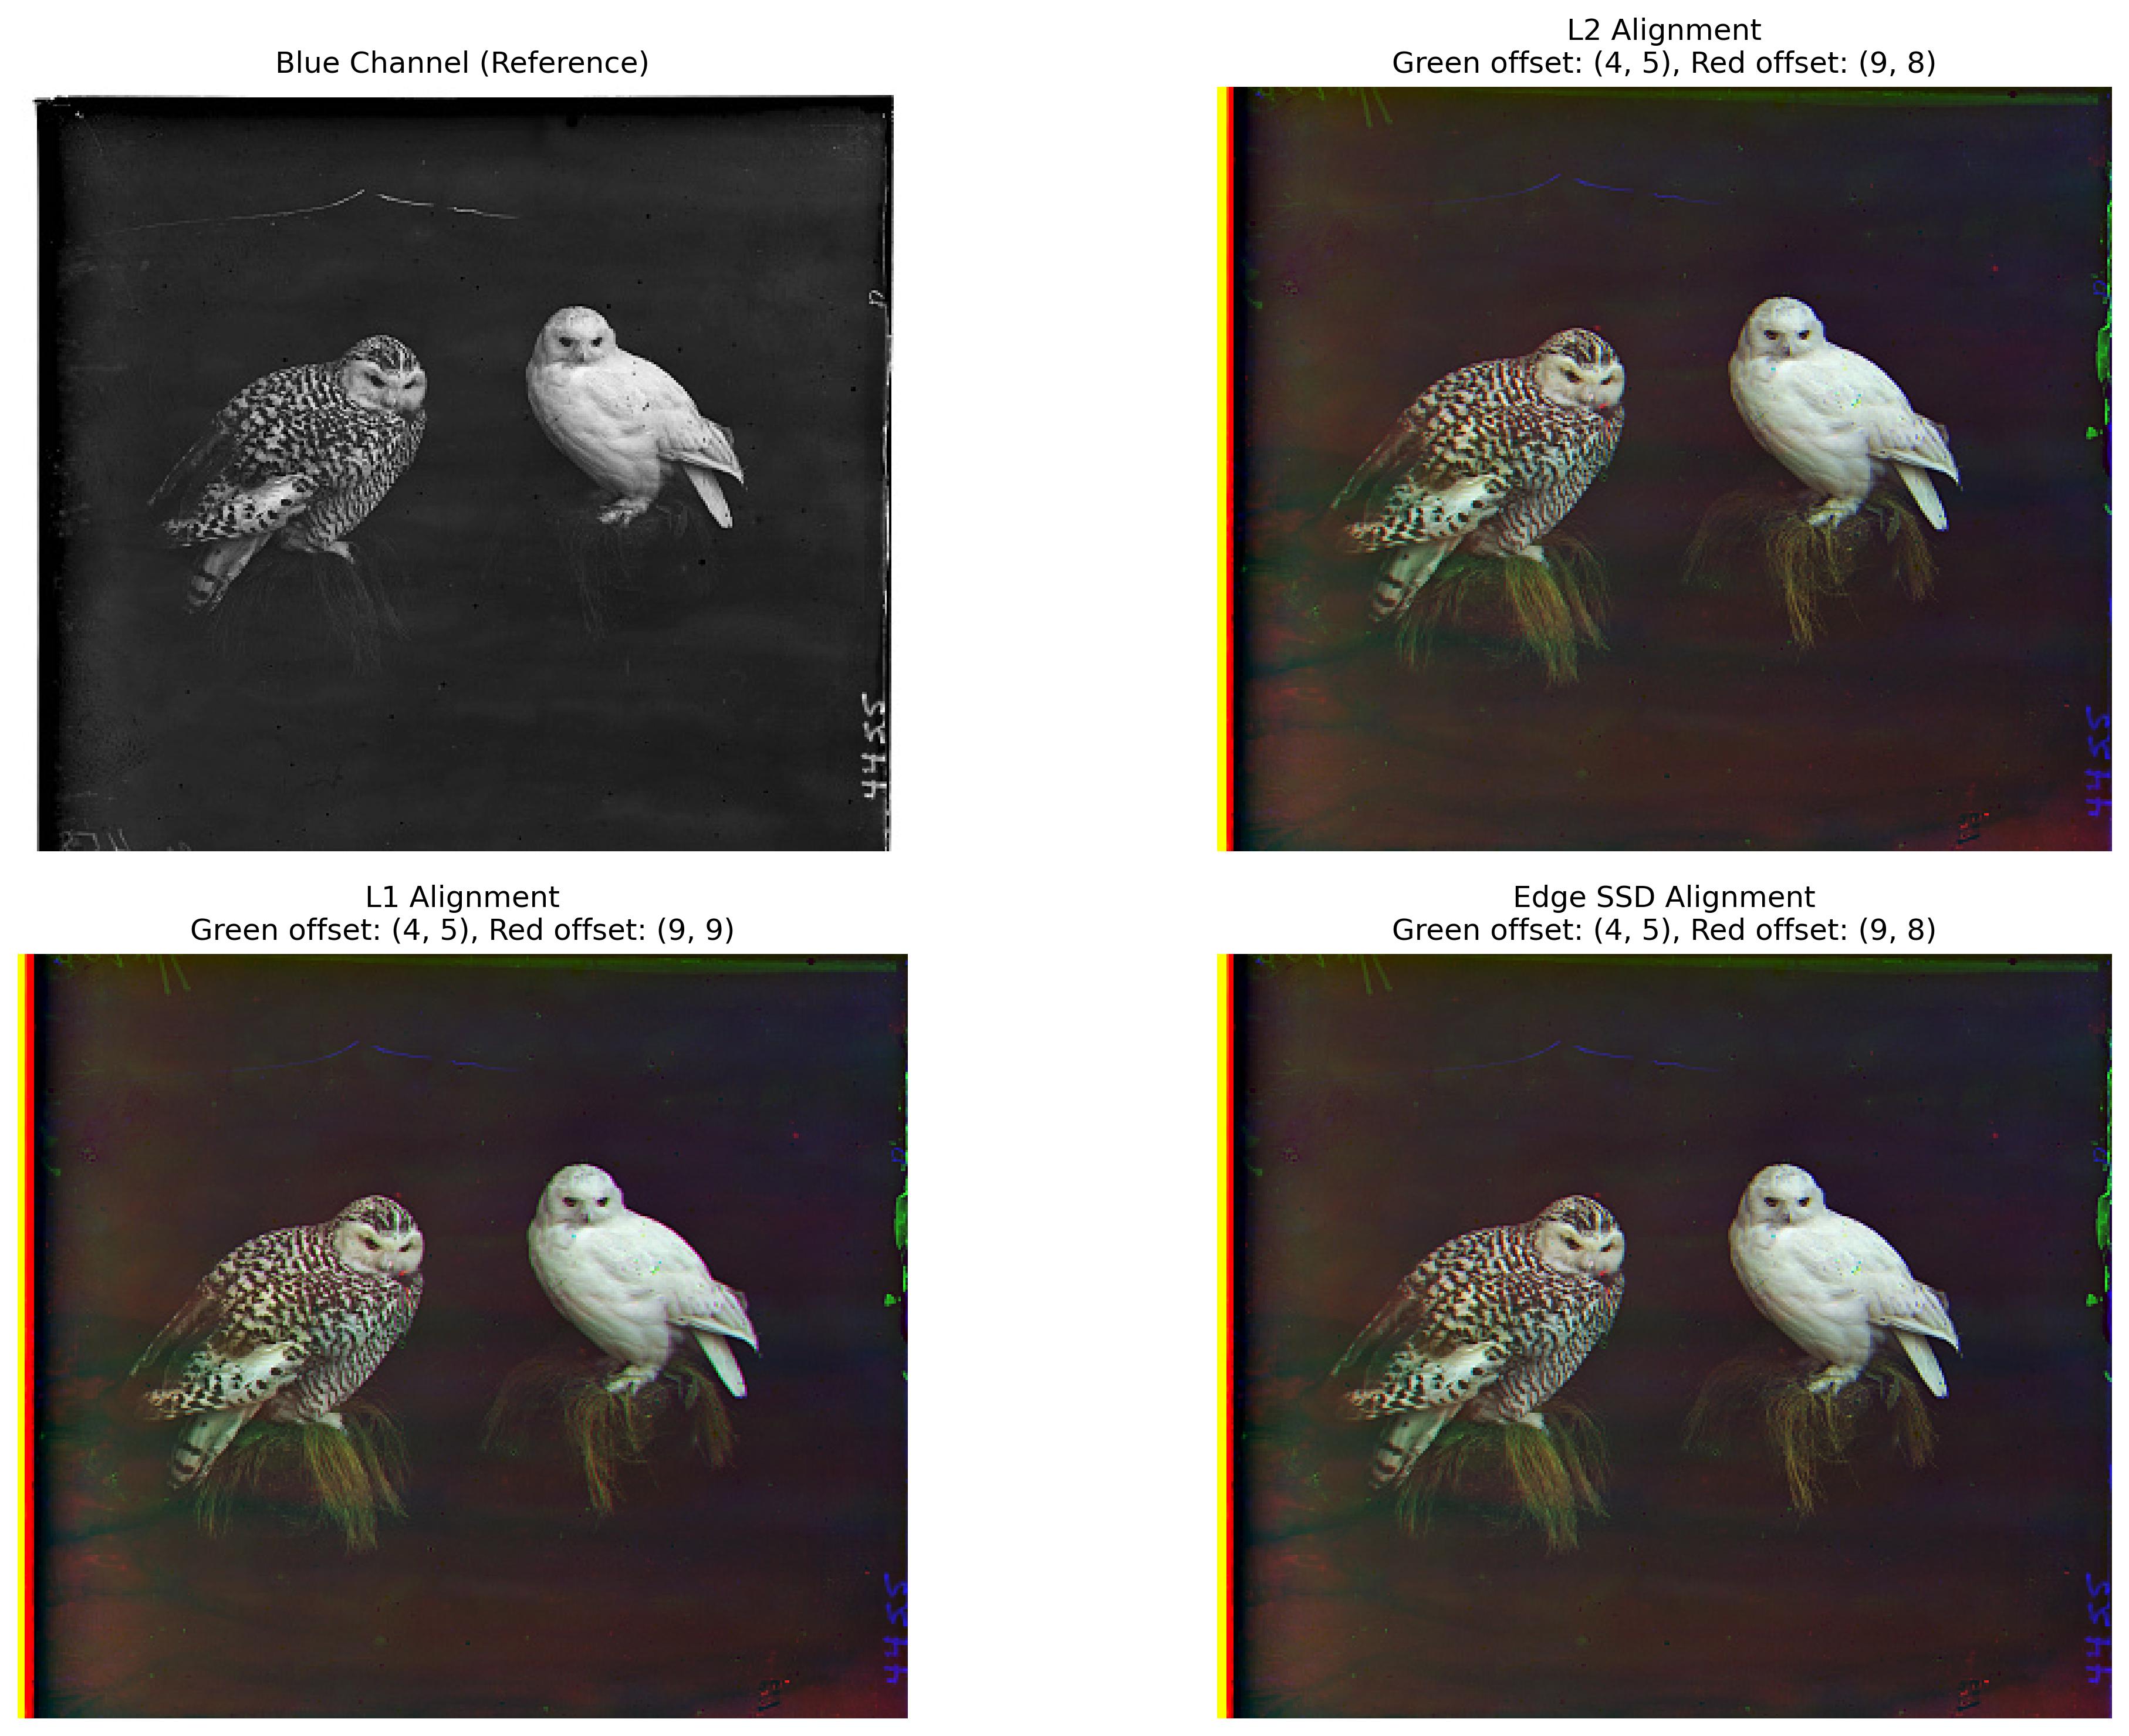 Blue Channel (Reference)
L2 Alignment
Green offset: (4, 5), Red offset: (9, 8)
L1 Alignment
Green offset: (4, 5), Red offset: (9, 9)
Edge SSD Alignment
Green offset: (4, 5), Red offset: (9, 8)